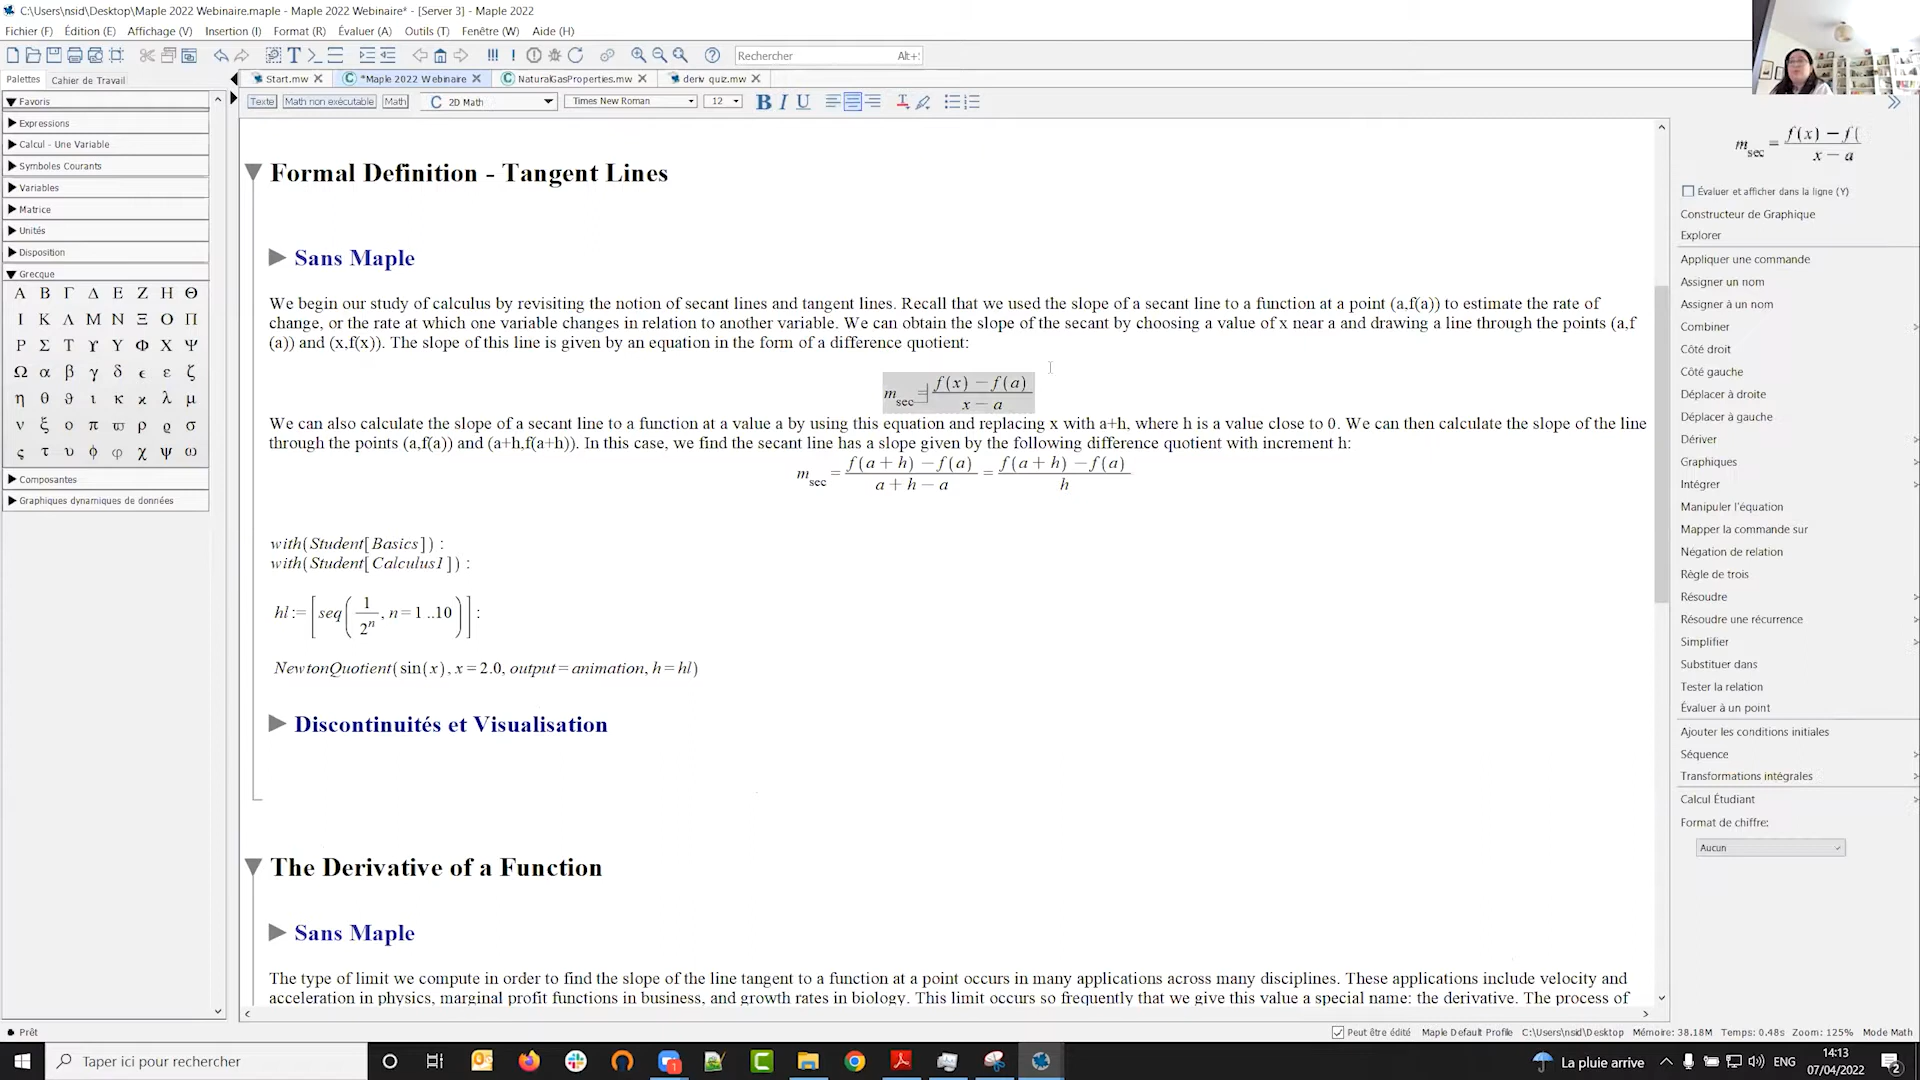 C:\Users\nsid\Desktop\Maple 2022 Webinaire.maple - Maple 2022 Webinaire* - [Server 3] - Maple 2022
Fichier (F) Édition (E) Affichage (V) Insertion (I) Format (R) Évaluer (A) Outils (T) Fenêtre (W) Aide (H)
Rechercher Alt+:
Palettes Cahier de Travail
Start.mw *Maple 2022 Webinaire NaturalGasProperties.mw deriv quiz.mw
Texte Math non exécutable Math C 2D Math Times New Roman 12 B I U
Favoris
Expressions
Calcul - Une Variable
Symboles Courants
Variables
Matrice
Unités
Disposition
Grecque
Α Β Γ Δ Ε Ζ Η Θ
Ι Κ Λ Μ Ν Ξ Ο Π
Ρ Σ Τ ϒ Υ Φ Χ Ψ
Ω α β γ δ ϵ ε ζ
η θ ϑ ι κ ϰ λ μ
ν ξ ο π ϖ ρ ϱ σ
ς τ υ ϕ φ χ ψ ω
Composantes
Graphiques dynamiques de données
Formal Definition - Tangent Lines
Sans Maple
We begin our study of calculus by revisiting the notion of secant lines and tangent lines. Recall that we used the slope of a secant line to a function at a point (a,f(a)) to estimate the rate of
change, or the rate at which one variable changes in relation to another variable. We can obtain the slope of the secant by choosing a value of x near a and drawing a line through the points (a,f
(a)) and (x,f(x)). The slope of this line is given by an equation in the form of a difference quotient:
m_sec = (f(x) − f(a)) / (x − a)
We can also calculate the slope of a secant line to a function at a value a by using this equation and replacing x with a+h, where h is a value close to 0. We can then calculate the slope of the line
through the points (a,f(a)) and (a+h,f(a+h)). In this case, we find the secant line has a slope given by the following difference quotient with increment h:
m_sec = (f(a + h) − f(a)) / (a + h − a) = (f(a + h) − f(a)) / h
with(Student[Basics]) :
with(Student[Calculus1]) :
hl := [seq(1/2^n, n = 1 ..10)] :
NewtonQuotient(sin(x), x = 2.0, output = animation, h = hl)
Discontinuités et Visualisation
The Derivative of a Function
Sans Maple
The type of limit we compute in order to find the slope of the line tangent to a function at a point occurs in many applications across many disciplines. These applications include velocity and
acceleration in physics, marginal profit functions in business, and growth rates in biology. This limit occurs so frequently that we give this value a special name: the derivative. The process of
m_sec = f(x) − f( / x − a
Évaluer et afficher dans la ligne (Y)
Constructeur de Graphique
Explorer
Appliquer une commande
Assigner un nom
Assigner à un nom
Combiner
Côté droit
Côté gauche
Déplacer à droite
Déplacer à gauche
Dériver
Graphiques
Intégrer
Manipuler l'équation
Mapper la commande sur
Négation de relation
Règle de trois
Résoudre
Résoudre une récurrence
Simplifier
Substituer dans
Tester la relation
Évaluer à un point
Ajouter les conditions initiales
Séquence
Transformations intégrales
Calcul Étudiant
Format de chiffre:
Aucun
Prêt
Peut être édité Maple Default Profile C:\Users\nsid\Desktop Mémoire: 38.18M Temps: 0.48s Zoom: 125% Mode Math
Taper ici pour rechercher
La pluie arrive
ENG
14:13
07/04/2022
2